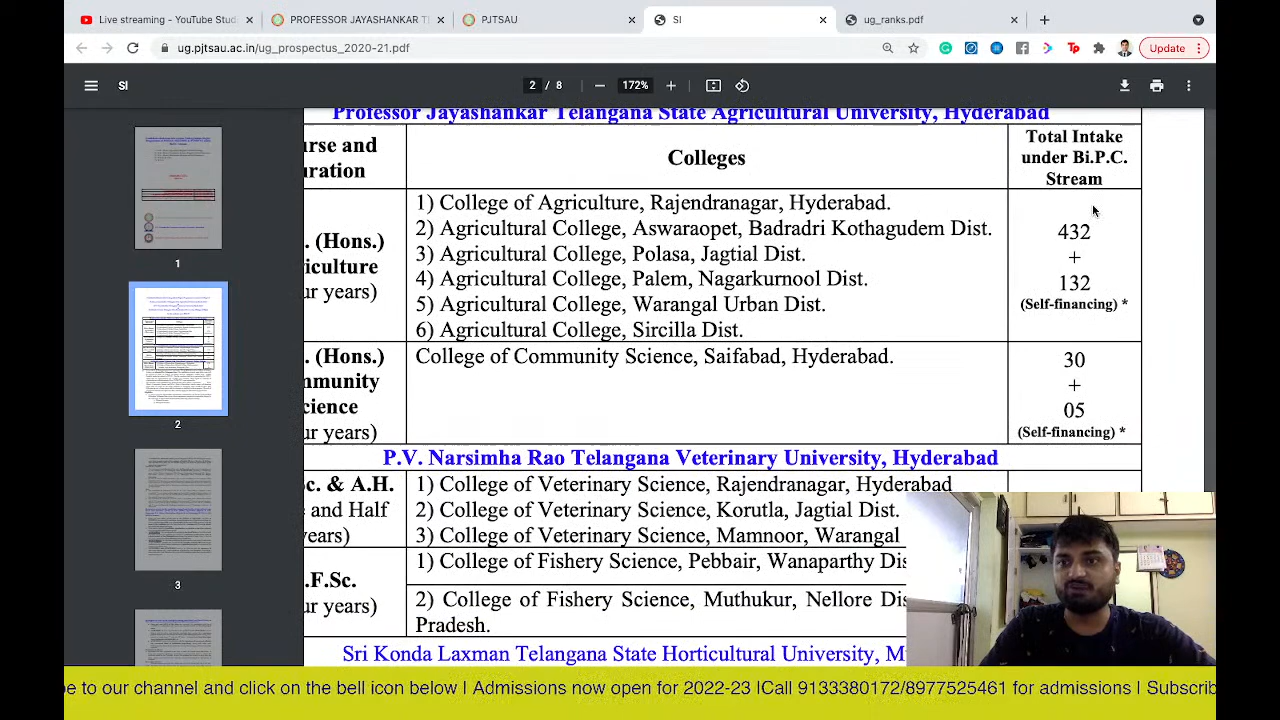 Live streaming - YouTube Stud
PROFESSOR JAYASHANKAR T
PJTSAU
SI
ug_ranks.pdf
ug.pjtsau.ac.in/ug_prospectus_2020-21.pdf
Update
SI
2 / 8
172%
1
2
3
Professor Jayashankar Telangana State Agricultural University, Hyderabad
urse and
uration
Colleges
Total Intake
under Bi.P.C.
Stream
. (Hons.)
iculture
ur years)
1) College of Agriculture, Rajendranagar, Hyderabad.
2) Agricultural College, Aswaraopet, Badradri Kothagudem Dist.
3) Agricultural College, Polasa, Jagtial Dist.
4) Agricultural College, Palem, Nagarkurnool Dist.
5) Agricultural College, Warangal Urban Dist.
6) Agricultural College, Sircilla Dist.
432
+
132
(Self-financing) *
. (Hons.)
mmunity
cience
ur years)
College of Community Science, Saifabad, Hyderabad.
30
+
05
(Self-financing) *
P.V. Narsimha Rao Telangana Veterinary University, Hyderabad
Sc. & A.H.
e and Half
years)
1) College of Veterinary Science, Rajendranagar, Hyderabad
2) College of Veterinary Science, Korutla, Jagtial Dist.
3) College of Veterinary Science, Mamnoor, Warangal
.F.Sc.
ur years)
1) College of Fishery Science, Pebbair, Wanaparthy Dis
2) College of Fishery Science, Muthukur, Nellore Dis
Pradesh.
Sri Konda Laxman Telangana State Horticultural University, M
be to our channel and click on the bell icon below I Admissions now open for 2022-23 ICall 9133380172/8977525461 for admissions I Subscrib